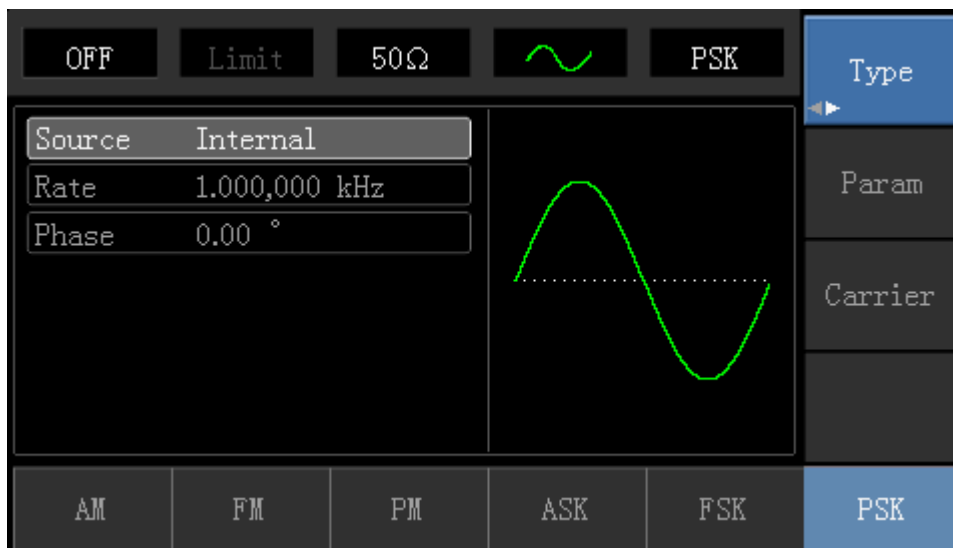 OFF Limit 50Ω PSK Type
Source Internal
Rate 1.000,000 kHz
Phase 0.00 °
Param
Carrier
AM FM PM ASK FSK PSK